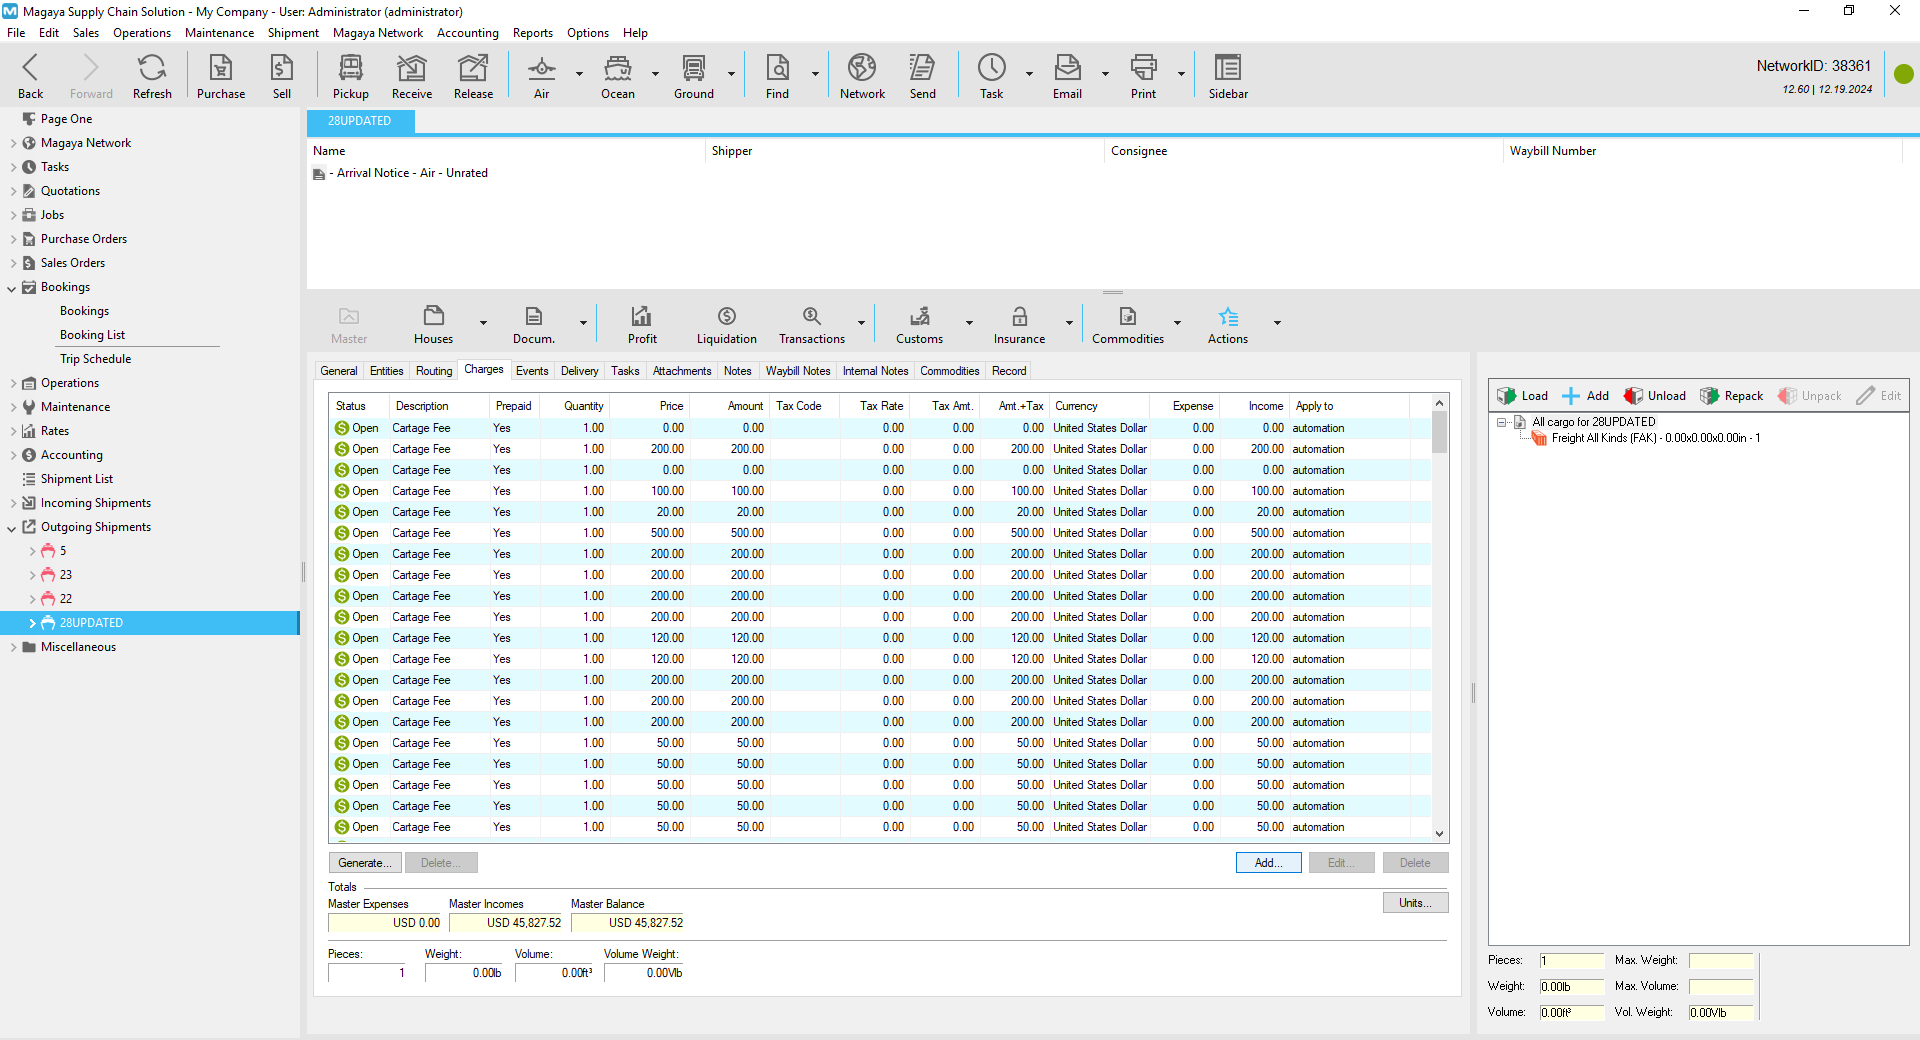 Magaya Supply Chain Solution - My Company - User: Administrator (administrator)
File Edit Sales Operations Maintenance Shipment Magaya Network Accounting Reports Options Help
Back Forward Refresh Purchase Sell Pickup Receive Release Air Ocean Ground Find Network Send Task Email Print Sidebar
NetworkID: 38361
12.60 | 12.19.2024
Page One
Magaya Network
Tasks
Quotations
Jobs
Purchase Orders
Sales Orders
Bookings
Bookings
Booking List
Trip Schedule
Operations
Maintenance
Rates
Accounting
Shipment List
Incoming Shipments
Outgoing Shipments
5
23
22
28UPDATED
Miscellaneous
28UPDATED
Name Shipper Consignee Waybill Number
- Arrival Notice - Air - Unrated
Master Houses Docum. Profit Liquidation Transactions Customs Insurance Commodities Actions
General Entities Routing Charges Events Delivery Tasks Attachments Notes Waybill Notes Internal Notes Commodities Record
Status Description Prepaid Quantity Price Amount Tax Code Tax Rate Tax Amt. Amt.+Tax Currency Expense Income Apply to
Open Cartage Fee Yes 1.00 0.00 0.00 0.00 0.00 0.00 United States Dollar 0.00 0.00 automation
Open Cartage Fee Yes 1.00 200.00 200.00 0.00 0.00 200.00 United States Dollar 0.00 200.00 automation
Open Cartage Fee Yes 1.00 0.00 0.00 0.00 0.00 0.00 United States Dollar 0.00 0.00 automation
Open Cartage Fee Yes 1.00 100.00 100.00 0.00 0.00 100.00 United States Dollar 0.00 100.00 automation
Open Cartage Fee Yes 1.00 20.00 20.00 0.00 0.00 20.00 United States Dollar 0.00 20.00 automation
Open Cartage Fee Yes 1.00 500.00 500.00 0.00 0.00 500.00 United States Dollar 0.00 500.00 automation
Open Cartage Fee Yes 1.00 200.00 200.00 0.00 0.00 200.00 United States Dollar 0.00 200.00 automation
Open Cartage Fee Yes 1.00 200.00 200.00 0.00 0.00 200.00 United States Dollar 0.00 200.00 automation
Open Cartage Fee Yes 1.00 200.00 200.00 0.00 0.00 200.00 United States Dollar 0.00 200.00 automation
Open Cartage Fee Yes 1.00 200.00 200.00 0.00 0.00 200.00 United States Dollar 0.00 200.00 automation
Open Cartage Fee Yes 1.00 120.00 120.00 0.00 0.00 120.00 United States Dollar 0.00 120.00 automation
Open Cartage Fee Yes 1.00 120.00 120.00 0.00 0.00 120.00 United States Dollar 0.00 120.00 automation
Open Cartage Fee Yes 1.00 200.00 200.00 0.00 0.00 200.00 United States Dollar 0.00 200.00 automation
Open Cartage Fee Yes 1.00 200.00 200.00 0.00 0.00 200.00 United States Dollar 0.00 200.00 automation
Open Cartage Fee Yes 1.00 200.00 200.00 0.00 0.00 200.00 United States Dollar 0.00 200.00 automation
Open Cartage Fee Yes 1.00 50.00 50.00 0.00 0.00 50.00 United States Dollar 0.00 50.00 automation
Open Cartage Fee Yes 1.00 50.00 50.00 0.00 0.00 50.00 United States Dollar 0.00 50.00 automation
Open Cartage Fee Yes 1.00 50.00 50.00 0.00 0.00 50.00 United States Dollar 0.00 50.00 automation
Open Cartage Fee Yes 1.00 50.00 50.00 0.00 0.00 50.00 United States Dollar 0.00 50.00 automation
Open Cartage Fee Yes 1.00 50.00 50.00 0.00 0.00 50.00 United States Dollar 0.00 50.00 automation
Generate... Delete... Add... Edit... Delete
Totals
Master Expenses Master Incomes Master Balance Units...
USD 0.00 USD 45,827.52 USD 45,827.52
Pieces: Weight: Volume: Volume Weight:
1 0.00lb 0.00ft³ 0.00Vlb
Load Add Unload Repack Unpack Edit
All cargo for 28UPDATED
Freight All Kinds (FAK) - 0.00x0.00x0.00in - 1
Pieces: 1 Max. Weight:
Weight: 0.00lb Max. Volume:
Volume: 0.00ft³ Vol. Weight: 0.00Vlb